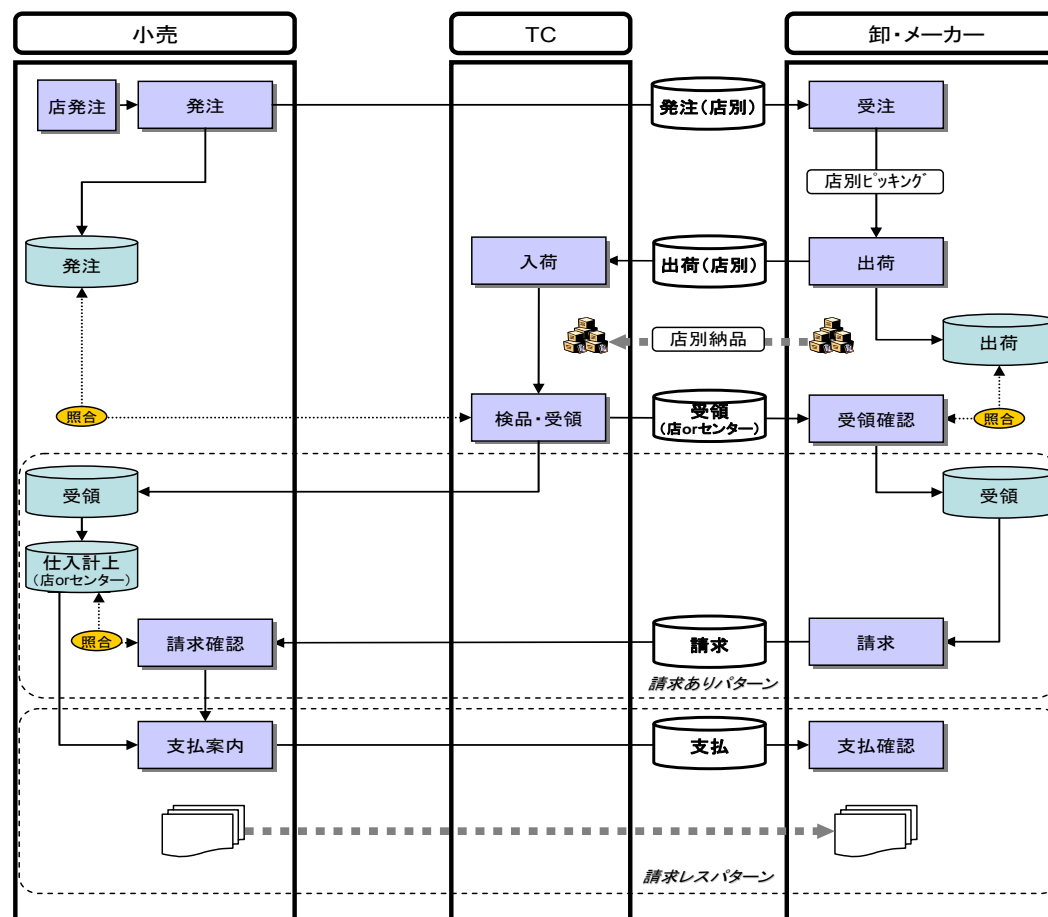 小売
TC
卸・メーカー
店発注
発注
発注(店別)
受注
店別ピッキング
発注
入荷
出荷(店別)
出荷
店別納品
出荷
照合
検品・受領
受領
(店orセンター)
受領確認
照合
受領
受領
仕入計上
(店orセンター)
照合
請求確認
請求
請求
請求ありパターン
支払案内
支払
支払確認
請求レスパターン